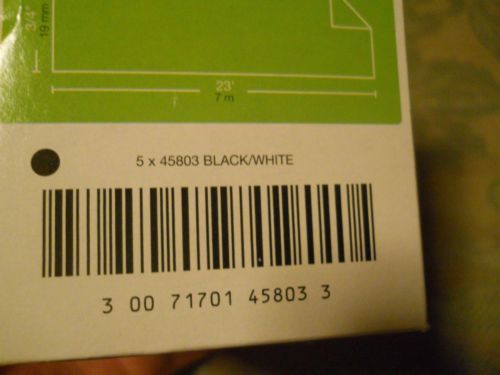 3/4"
19 mm
23'
7 m
5 x 45803 BLACK/WHITE
3 00 71701 45803 3